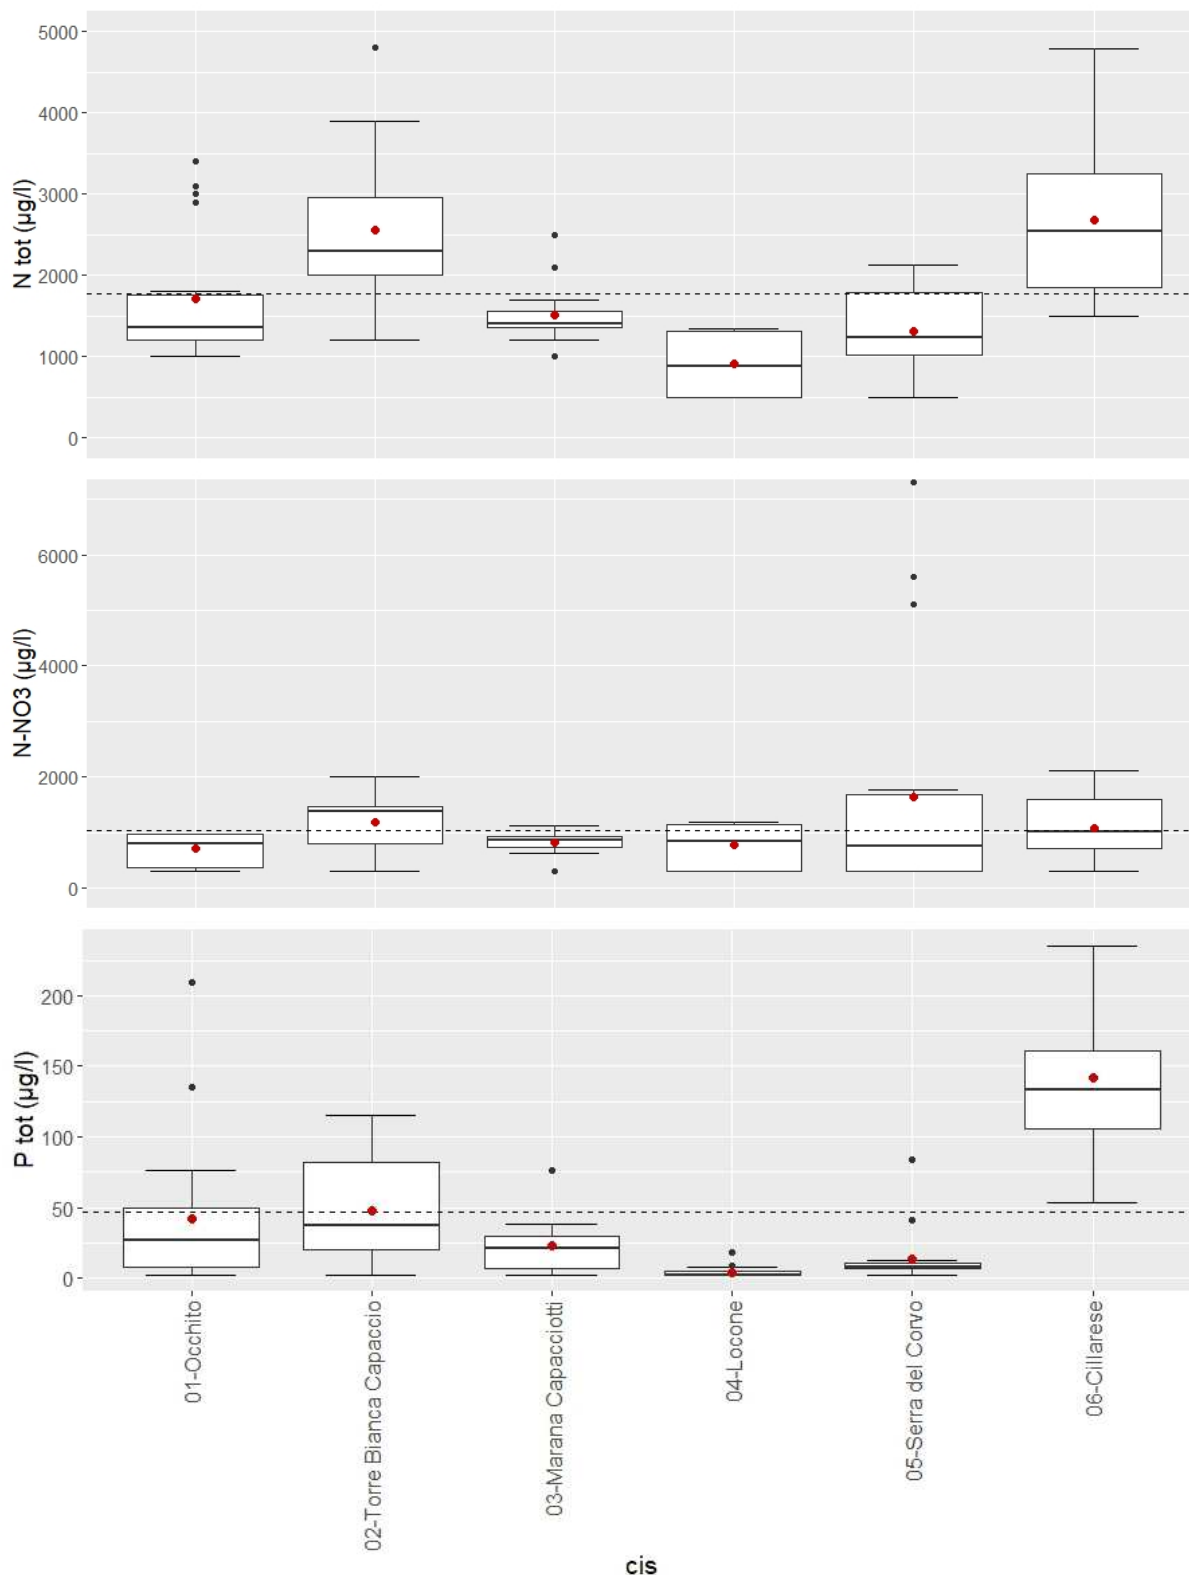 N tot (µg/l)
5000
4000
3000
2000
1000
0
N-NO3 (µg/l)
6000
4000
2000
0
P tot (µg/l)
200
150
100
50
0
01-Occhito
02-Torre Bianca Capaccio
03-Marana Capacciotti
04-Locone
05-Serra del Corvo
06-Cillarese
cis